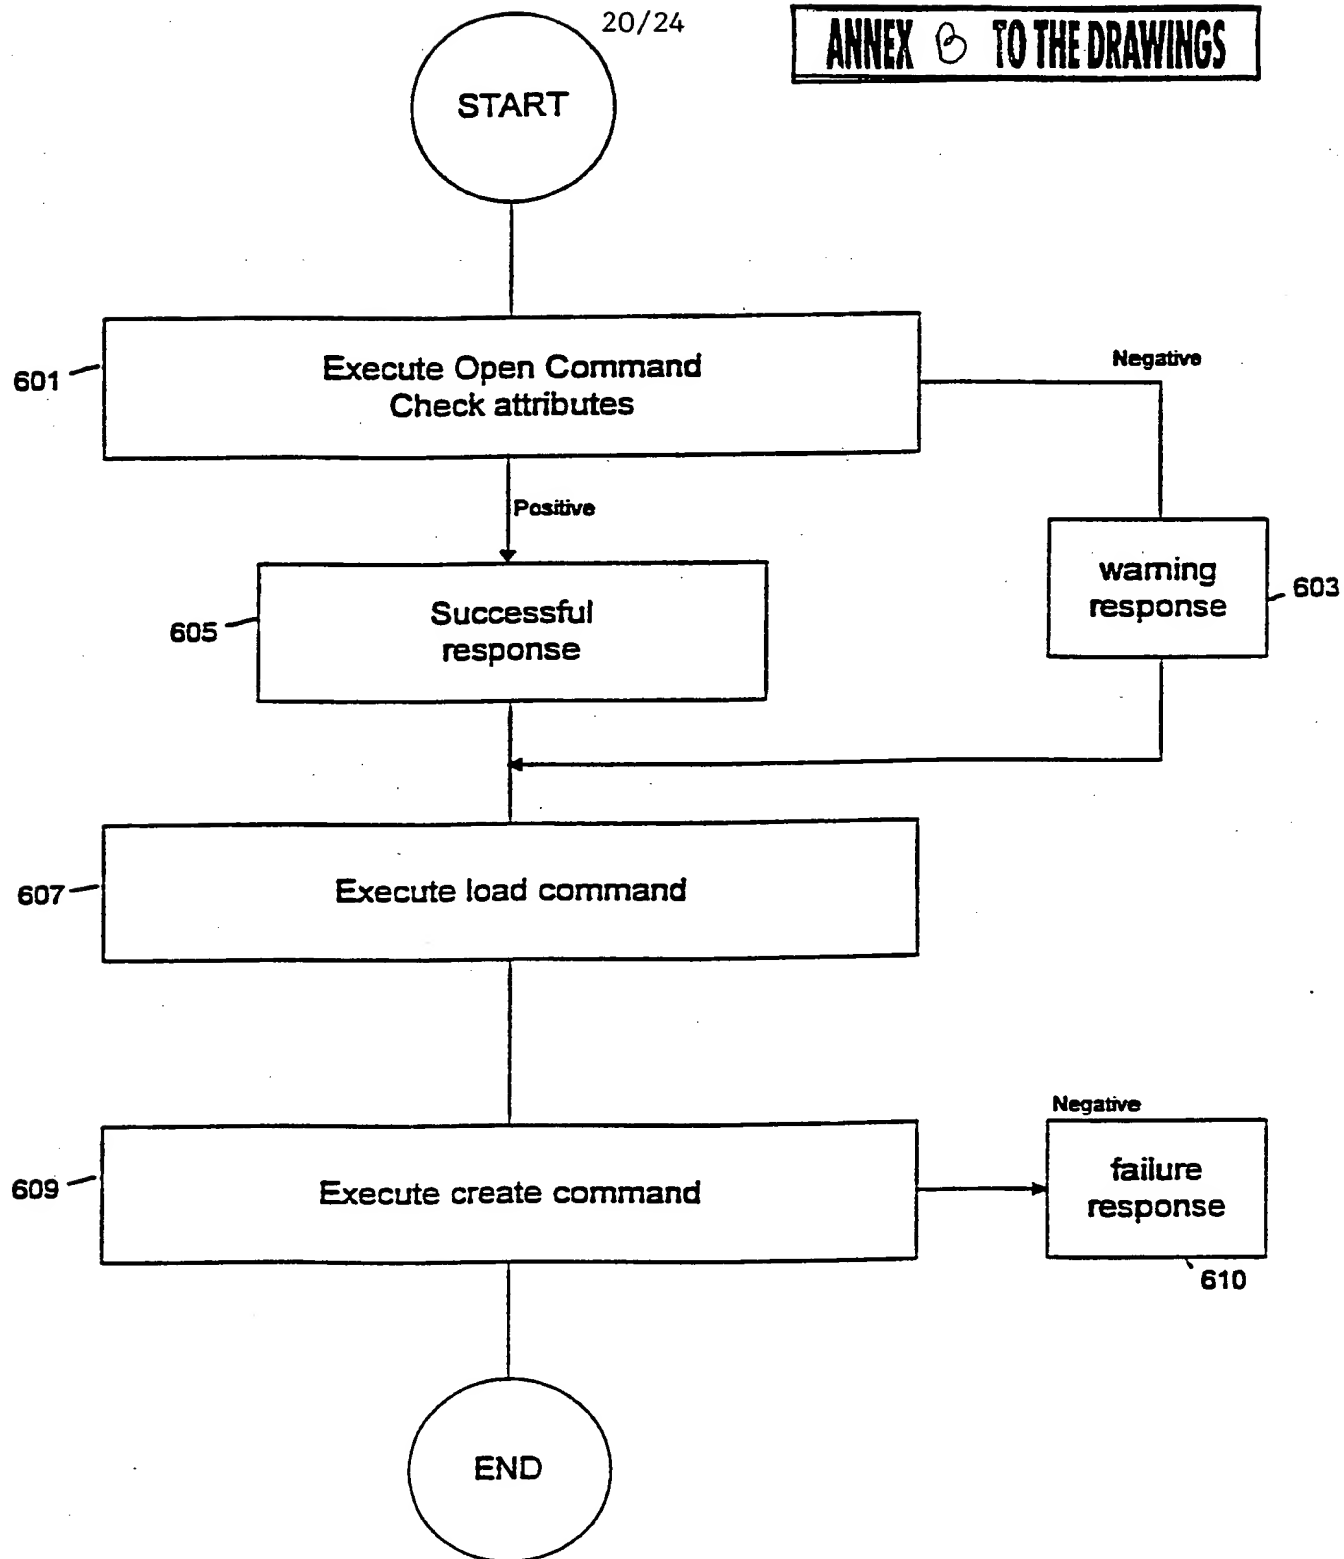 20/24
ANNEX B TO THE DRAWINGS
START
601
Execute Open Command
Check attributes
Negative
Positive
605
Successful
response
warning
response
603
607
Execute load command
609
Execute create command
Negative
failure
response
610
END